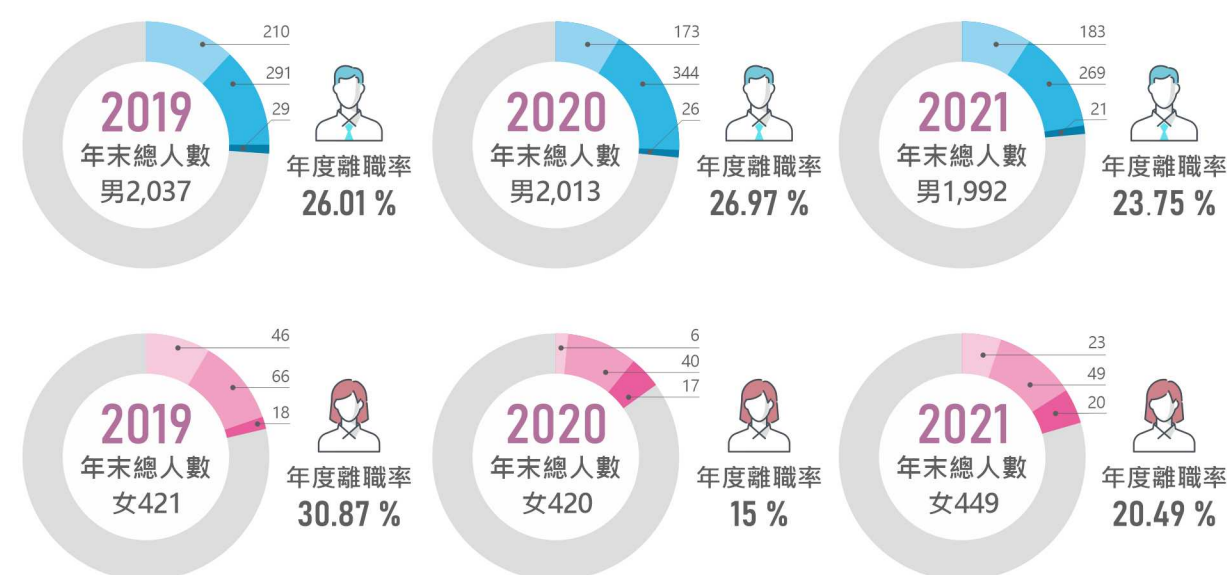 210
291
29
2019
年末總人數
男2,037
年度離職率
26.01 %
173
344
26
2020
年末總人數
男2,013
年度離職率
26.97 %
183
269
21
2021
年末總人數
男1,992
年度離職率
23.75 %
46
66
18
2019
年末總人數
女421
年度離職率
30.87 %
6
40
17
2020
年末總人數
女420
年度離職率
15 %
23
49
20
2021
年末總人數
女449
年度離職率
20.49 %